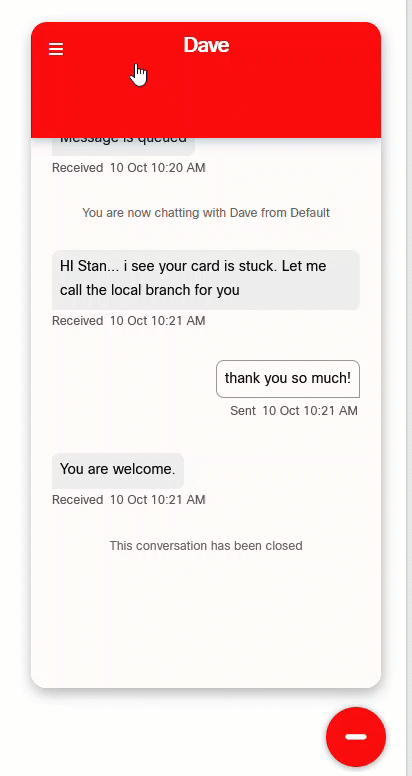 Dave
Message is queued
Received 10 Oct 10:20 AM
You are now chatting with Dave from Default
HI Stan... i see your card is stuck. Let me
call the local branch for you
Received 10 Oct 10:21 AM
thank you so much!
Sent 10 Oct 10:21 AM
You are welcome.
Received 10 Oct 10:21 AM
This conversation has been closed